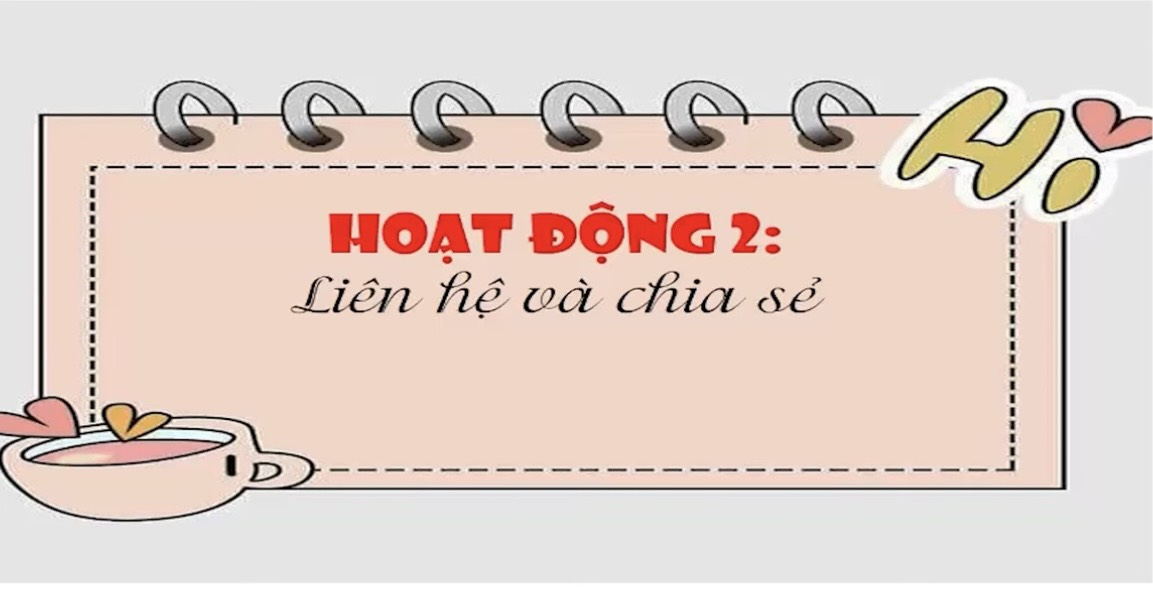 Hi
HOẠT ĐỘNG 2:
Liên hệ và chia sẻ